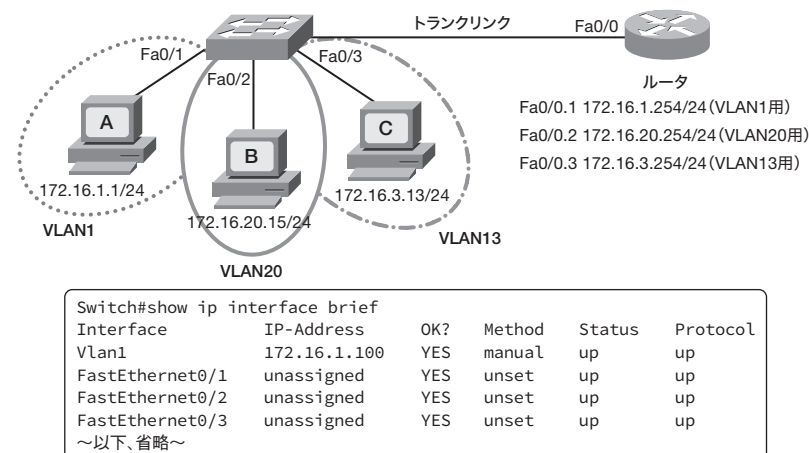 トランクリンク
Fa0/0
Fa0/1
Fa0/2
Fa0/3
ルータ
Fa0/0.1 172.16.1.254/24(VLAN1用)
Fa0/0.2 172.16.20.254/24(VLAN20用)
Fa0/0.3 172.16.3.254/24(VLAN13用)
A
B
C
172.16.1.1/24
172.16.20.15/24
172.16.3.13/24
VLAN1
VLAN20
VLAN13
Switch#show ip interface brief
Interface IP-Address OK? Method Status Protocol
Vlan1 172.16.1.100 YES manual up up
FastEthernet0/1 unassigned YES unset up up
FastEthernet0/2 unassigned YES unset up up
FastEthernet0/3 unassigned YES unset up up
～以下、省略～